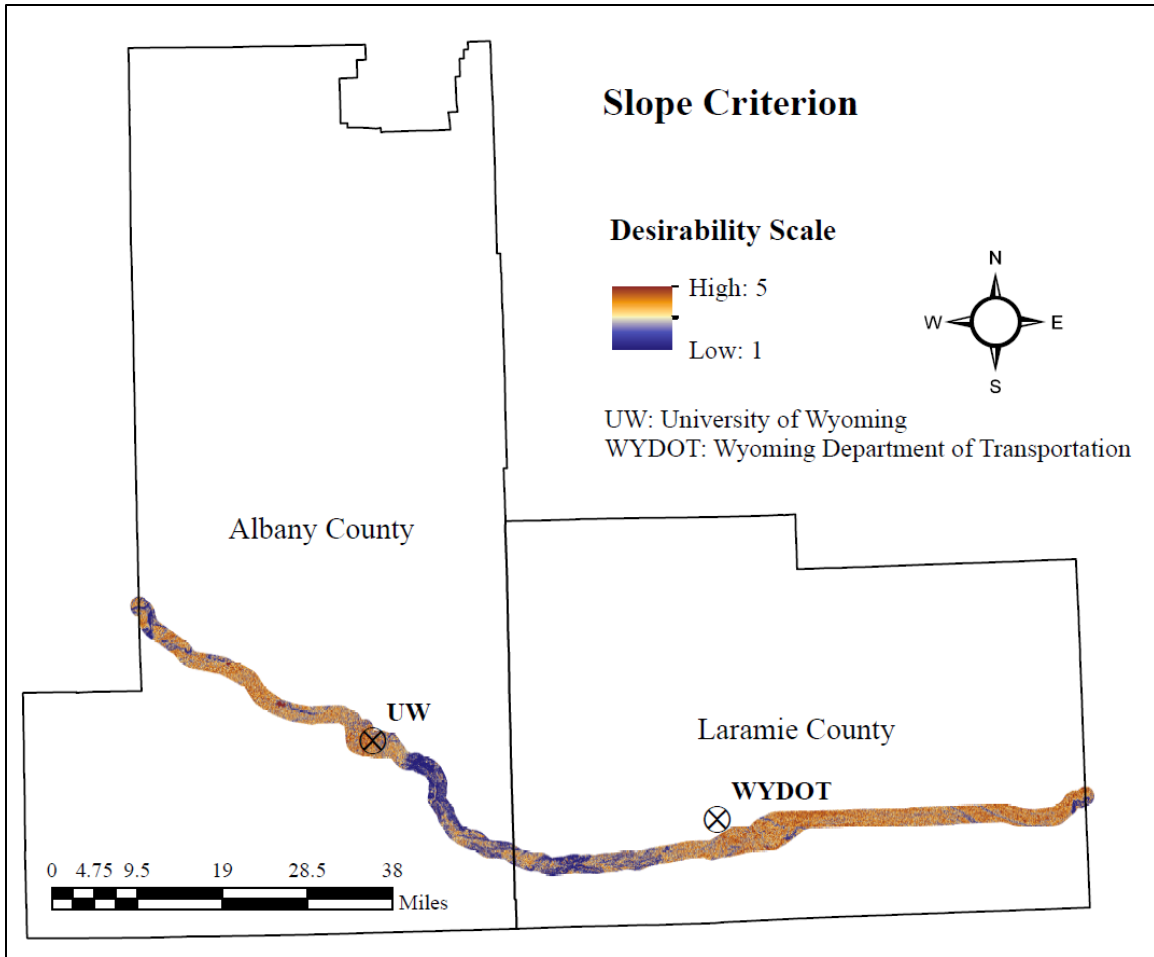 Slope Criterion
Desirability Scale
High: 5
Low: 1
N
W
E
S
UW: University of Wyoming
WYDOT: Wyoming Department of Transportation
Albany County
UW
Laramie County
WYDOT
0 4.75 9.5 19 28.5 38
Miles